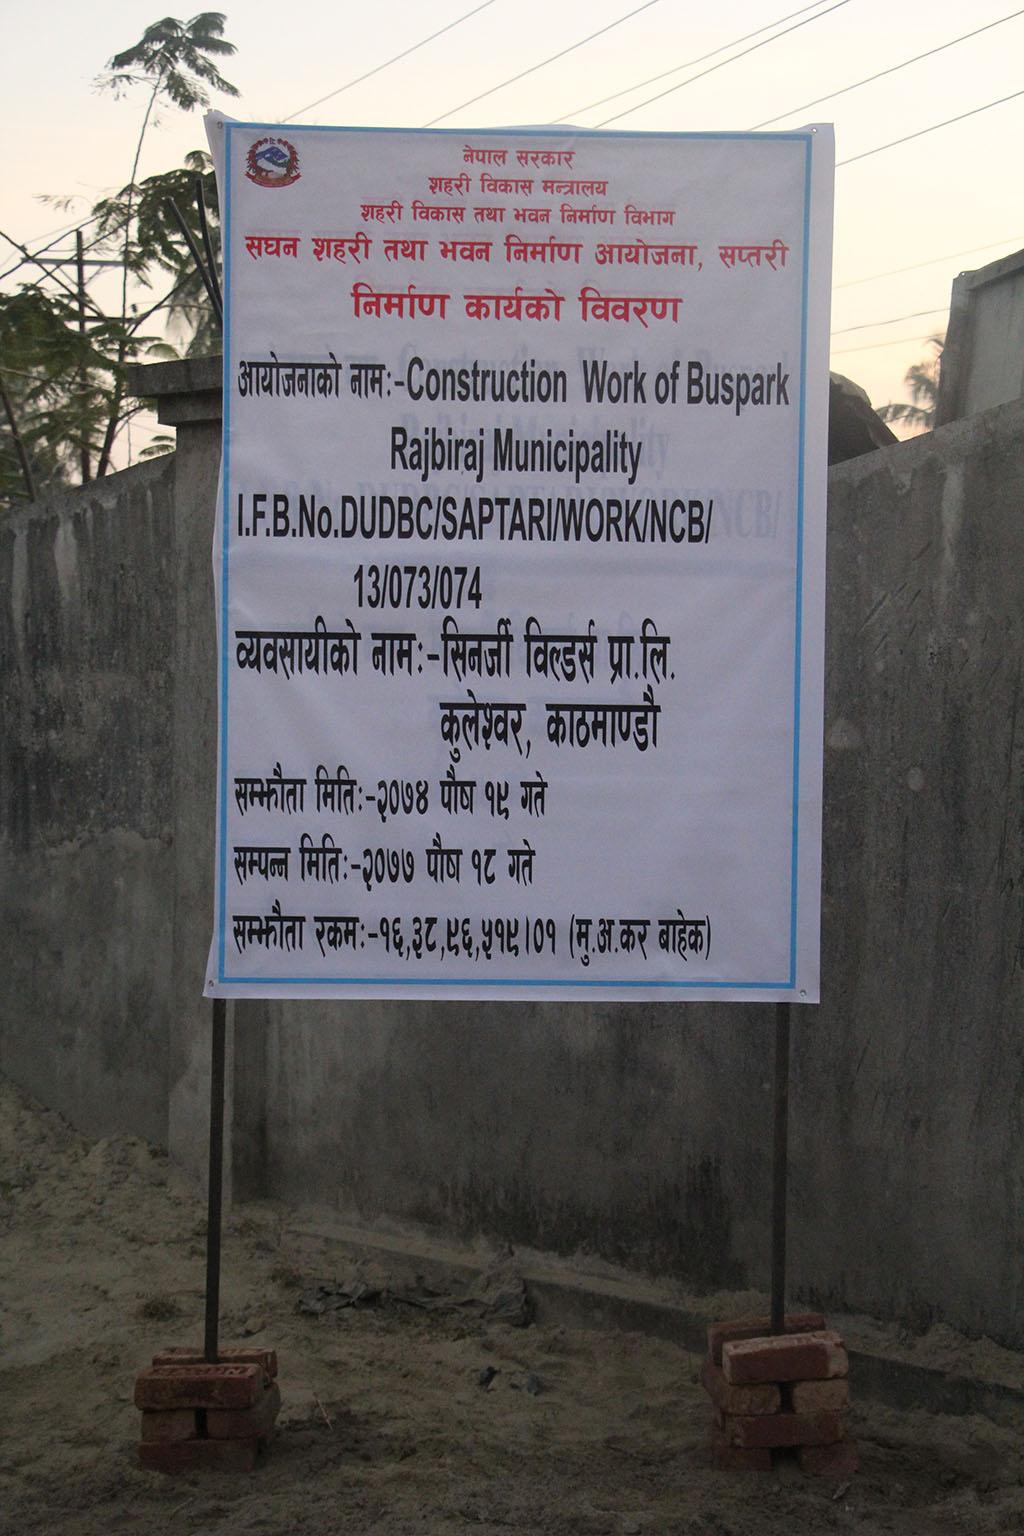 नेपाल सरकार
शहरी विकास मन्त्रालय
शहरी विकास तथा भवन निर्माण विभाग
सघन शहरी तथा भवन निर्माण आयोजना, सप्तरी
निर्माण कार्यको विवरण
आयोजनाको नामः-Construction Work of Buspark
Rajbiraj Municipality
I.F.B.No.DUDBC/SAPTARI/WORK/NCB/
13/073/074
व्यवसायीको नामः-सिनर्जी विल्डर्स प्रा.लि.
कुलेश्वर, काठमाण्डौ
सम्झौता मितिः-२०७४ पौष १९ गते
सम्पन्न मितिः-२०७७ पौष १८ गते
सम्झौता रकमः-१६,३८,९६,५१९।०१ (मु.अ.कर बाहेक)